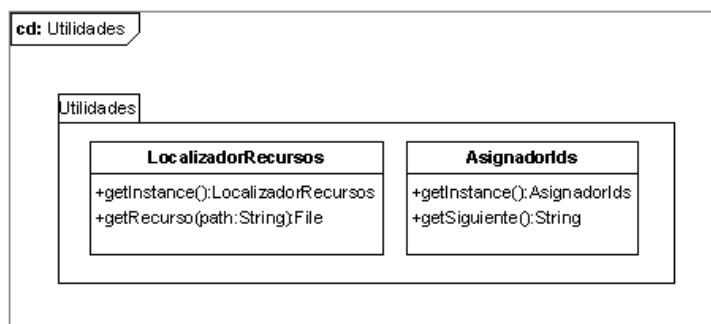 cd: Utilidades
Utilidades
LocalizadorRecursos
+getInstance():LocalizadorRecursos
+getRecurso(path:String):File
AsignadorIds
+getInstance():AsignadorIds
+getSiguiente():String